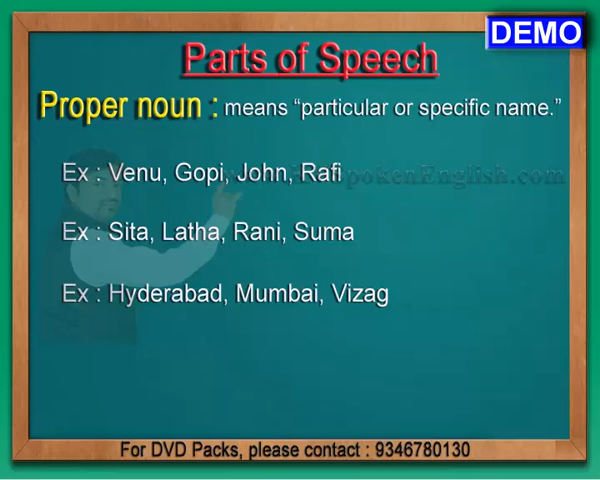 DEMO
Parts of Speech
Proper noun : means “particular or specific name.”
Ex : Venu, Gopi, John, Rafi
Ex : Sita, Latha, Rani, Suma
Ex : Hyderabad, Mumbai, Vizag
For DVD Packs, please contact : 9346780130